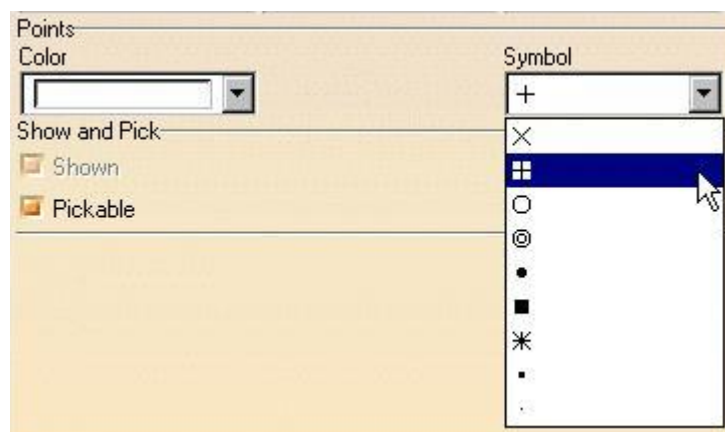 Points
Color
Symbol
Show and Pick
Shown
Pickable